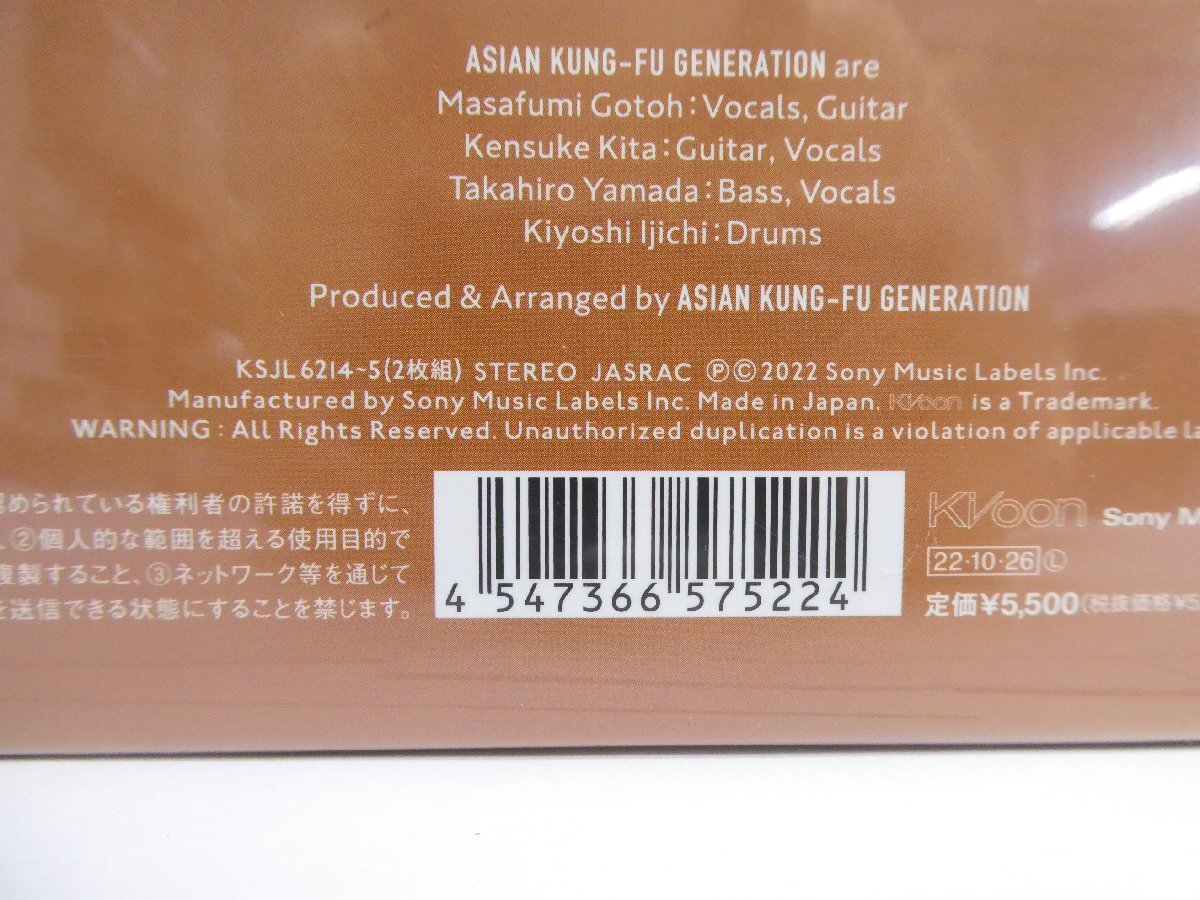 ASIAN KUNG-FU GENERATION are
Masafumi Gotoh:Vocals, Guitar
Kensuke Kita:Guitar, Vocals
Takahiro Yamada:Bass, Vocals
Kiyoshi Ijichi:Drums
Produced & Arranged by ASIAN KUNG-FU GENERATION
KSJL 6214~5(2枚組) STEREO JASRAC ℗©2022 Sony Music Labels Inc.
Manufactured by Sony Music Labels Inc. Made in Japan. Ki/oon is a Trademark.
WARNING : All Rights Reserved. Unauthorized duplication is a violation of applicable
められている権利者の許諾を得ずに、
②個人的な範囲を超える使用目的で
複製すること、③ネットワーク等を通じて
を送信できる状態にすることを禁じます。
4 547366 575224
Ki/oon Sony
22・10・26 Ⓛ
定価¥5,500(税抜価格¥5